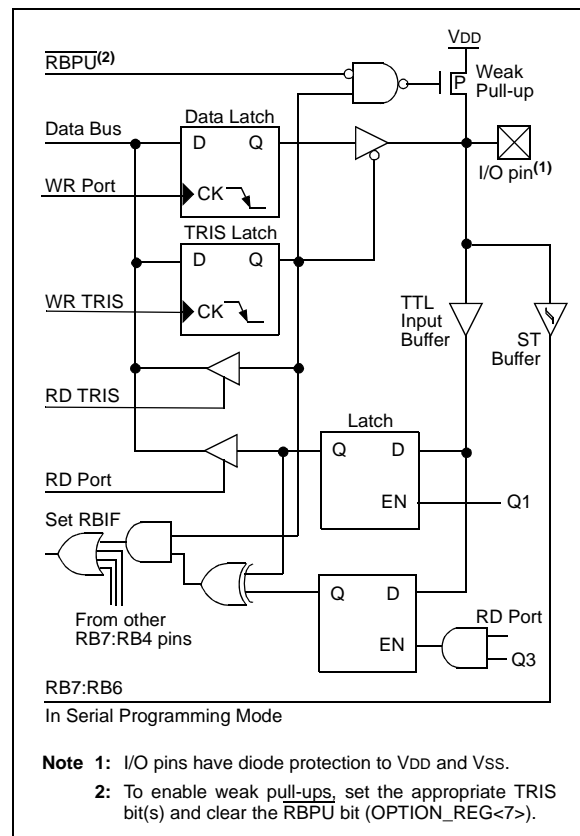 VDD
RBPU(2)
P
Weak
Pull-up
Data Latch
Data Bus
D Q
I/O pin(1)
WR Port
CK
TRIS Latch
D Q
WR TRIS
CK
TTL
Input
Buffer
ST
Buffer
RD TRIS
Latch
Q D
RD Port
EN
Q1
Set RBIF
Q D
RD Port
From other
RB7:RB4 pins
EN
Q3
RB7:RB6
In Serial Programming Mode
Note 1: I/O pins have diode protection to VDD and VSS.
2: To enable weak pull-ups, set the appropriate TRIS
bit(s) and clear the RBPU bit (OPTION_REG<7>).